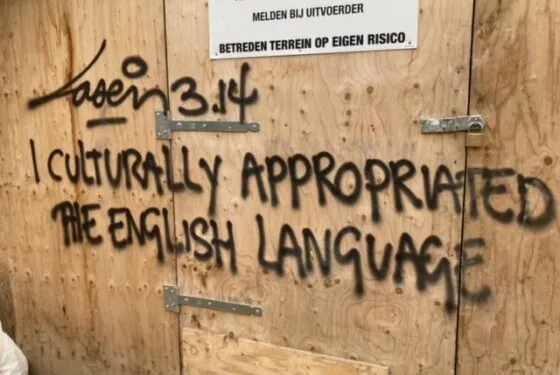 MELDEN BIJ UITVOERDER
BETREDEN TERREIN OP EIGEN RISICO
Laser 3.14
I CULTURALLY APPROPRIATED
THE ENGLISH LANGUAGE